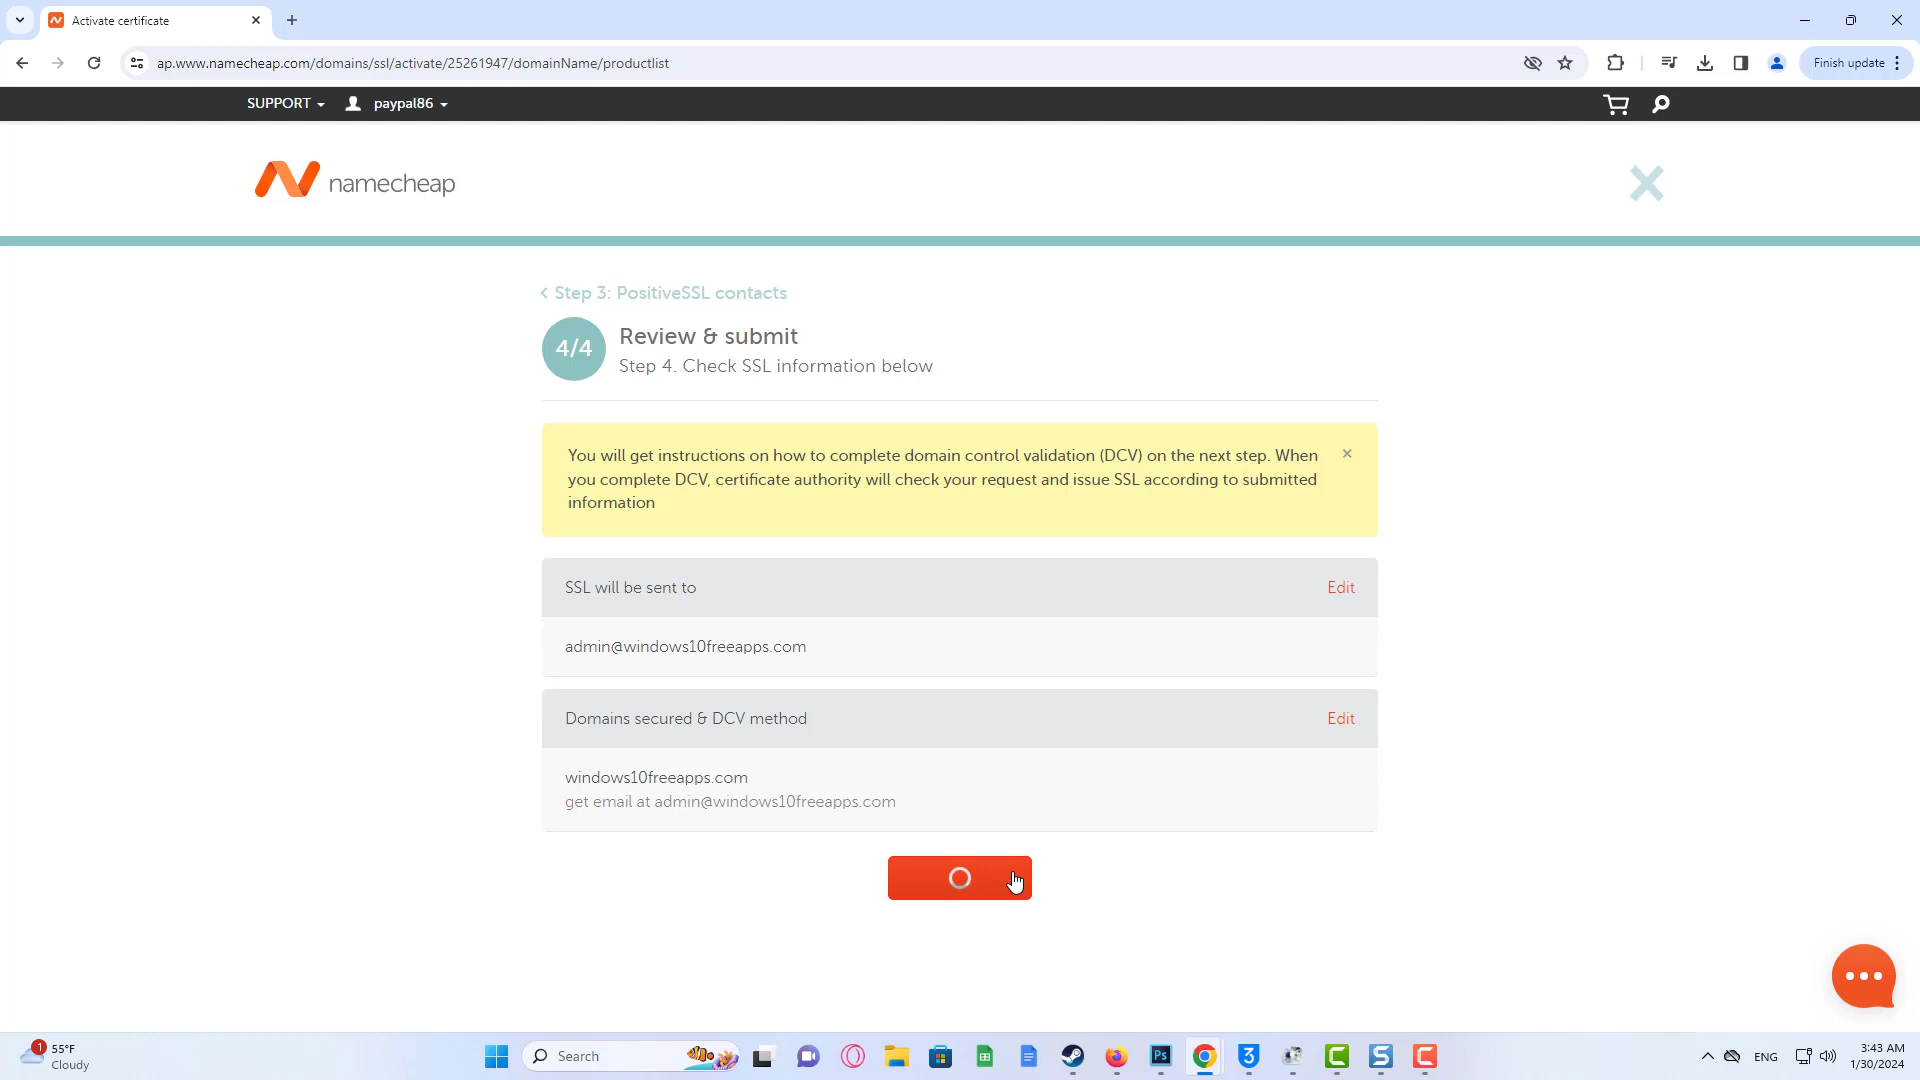 Activate certificate
ap.www.namecheap.com/domains/ssl/activate/25261947/domainName/productlist
Finish update
SUPPORT
paypal86
namecheap
Step 3: PositiveSSL contacts
4/4
Review & submit
Step 4. Check SSL information below
You will get instructions on how to complete domain control validation (DCV) on the next step. When
you complete DCV, certificate authority will check your request and issue SSL according to submitted
information
SSL will be sent to
Edit
admin@windows10freeapps.com
Domains secured & DCV method
Edit
windows10freeapps.com
get email at admin@windows10freeapps.com
1
55°F
Cloudy
Search
Ps
3
C
S
C
ENG
3:43 AM
1/30/2024